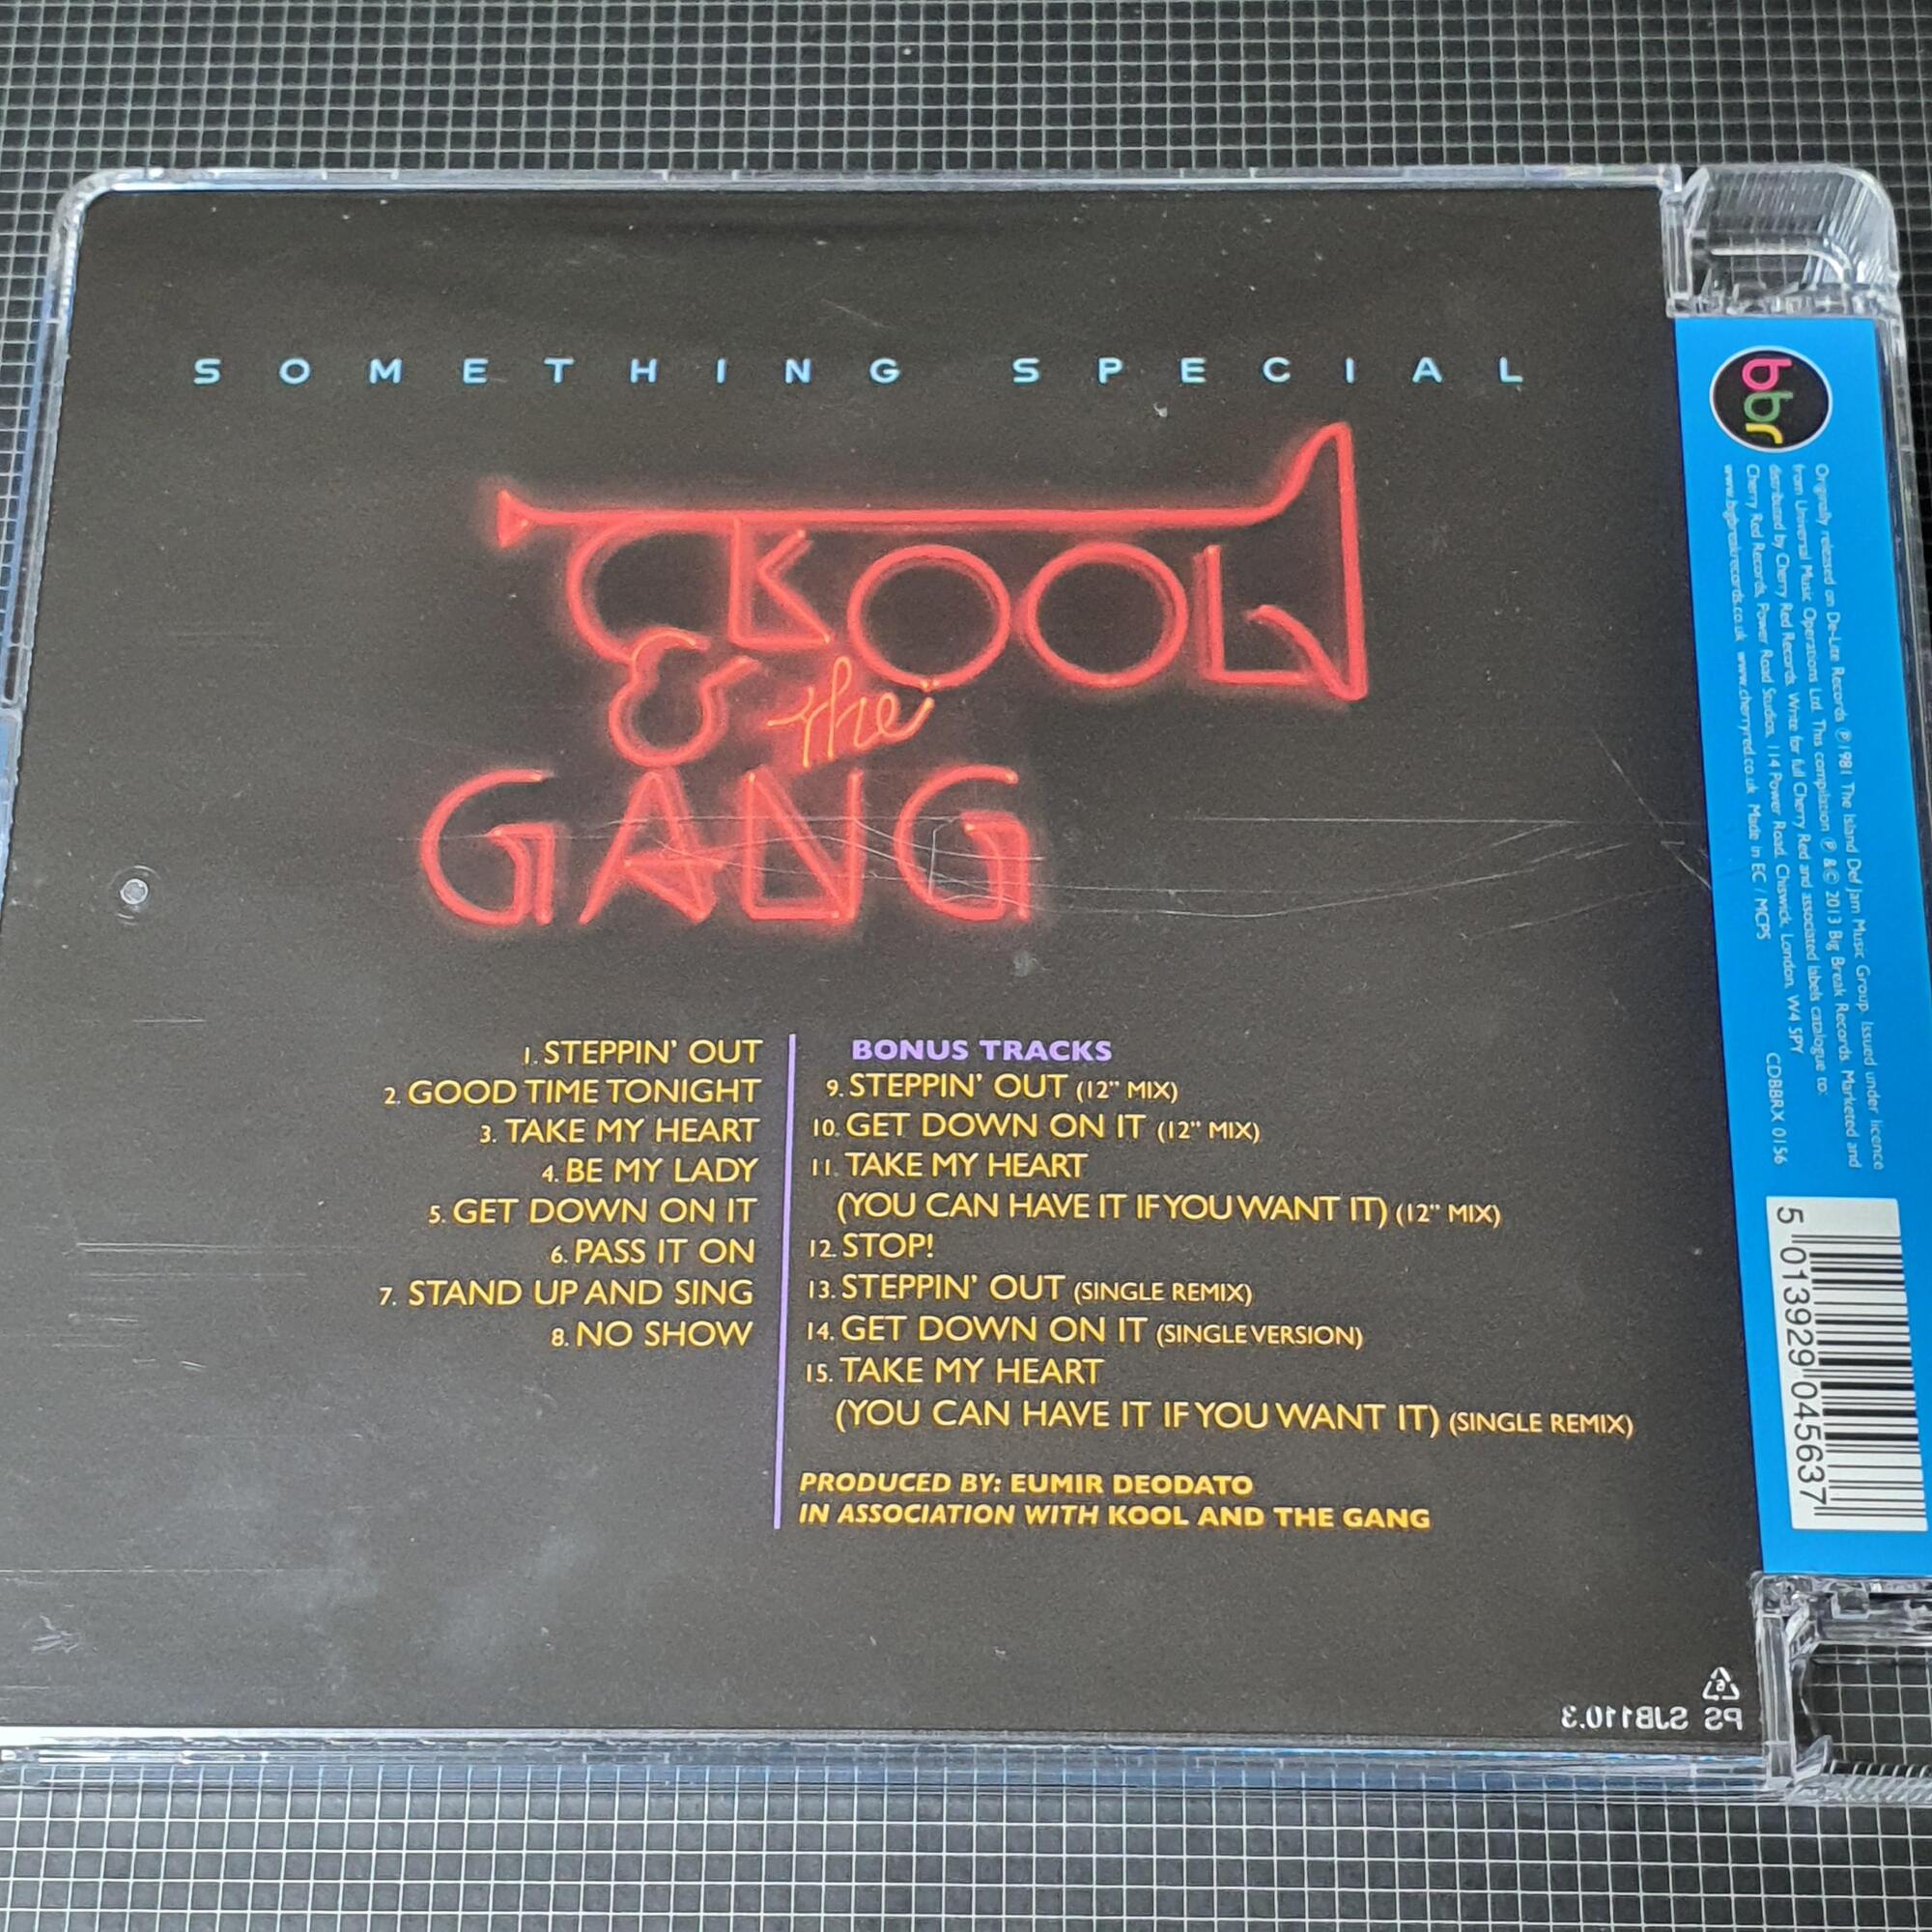 SOMETHING SPECIAL
KOOL
& the
GANG
1. STEPPIN' OUT
2. GOOD TIME TONIGHT
3. TAKE MY HEART
4. BE MY LADY
5. GET DOWN ON IT
6. PASS IT ON
7. STAND UP AND SING
8. NO SHOW
BONUS TRACKS
9. STEPPIN' OUT (12" MIX)
10. GET DOWN ON IT (12" MIX)
11. TAKE MY HEART
(YOU CAN HAVE IT IF YOU WANT IT) (12" MIX)
12. STOP!
13. STEPPIN' OUT (SINGLE REMIX)
14. GET DOWN ON IT (SINGLE VERSION)
15. TAKE MY HEART
(YOU CAN HAVE IT IF YOU WANT IT) (SINGLE REMIX)
PRODUCED BY: EUMIR DEODATO
IN ASSOCIATION WITH KOOL AND THE GANG
bbr
Originally released on De-Lite Records ℗1981 The Island Def Jam Music Group. Issued under licence
from Universal Music Operations Ltd. This compilation ℗ & © 2013 Big Break Records. Marketed and
distributed by Cherry Red Records. Write for full Cherry Red and associated labels catalogue to:
Cherry Red Records, Power Road Studios, 114 Power Road, Chiswick, London, W4 5PY
www.bigbreakrecords.co.uk www.cherryred.co.uk Made in EC / MCPS
CDBBRX 0156
5 013929 045637
6
PS SJB110.3